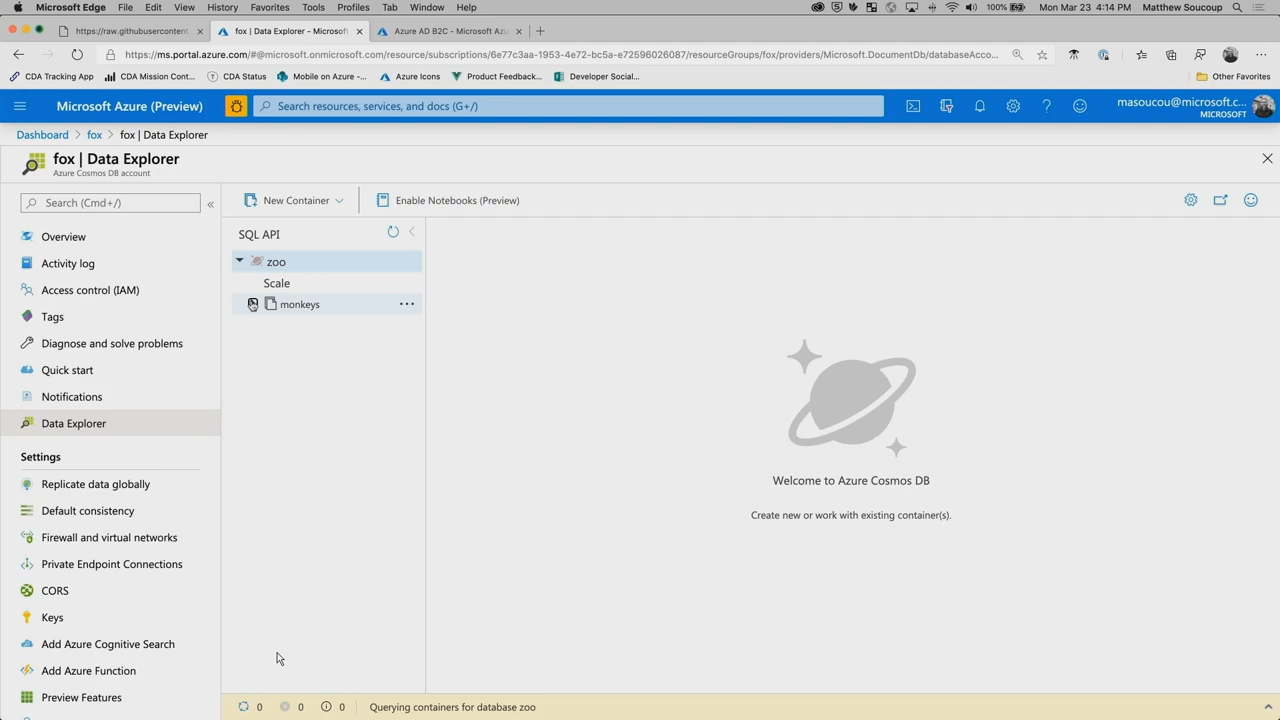 Microsoft Edge File Edit View History Favorites Tools Profiles Tab Window Help 100% Mon Mar 23 4:14 PM Matthew Soucoup
https://raw.githubusercontent fox | Data Explorer - Microsoft Azure AD B2C - Microsoft Az
https://ms.portal.azure.com/#@microsoft.onmicrosoft.com/resource/subscriptions/6e77c3aa-1953-4e72-bc5a-e72596026087/resourceGroups/fox/providers/Microsoft.DocumentDb/databaseAcco...
CDA Tracking App CDA Mission Cont... CDA Status Mobile on Azure -... Azure Icons Product Feedback... Developer Social... Other Favorites
Microsoft Azure (Preview) Search resources, services, and docs (G+/) masoucou@microsoft.c...
MICROSOFT
Dashboard > fox > fox | Data Explorer
fox | Data Explorer
Azure Cosmos DB account
Search (Cmd+/)
Overview
Activity log
Access control (IAM)
Tags
Diagnose and solve problems
Quick start
Notifications
Data Explorer
Settings
Replicate data globally
Default consistency
Firewall and virtual networks
Private Endpoint Connections
CORS
Keys
Add Azure Cognitive Search
Add Azure Function
Preview Features
New Container Enable Notebooks (Preview)
SQL API
zoo
Scale
monkeys
Welcome to Azure Cosmos DB
Create new or work with existing container(s).
0 0 0 Querying containers for database zoo